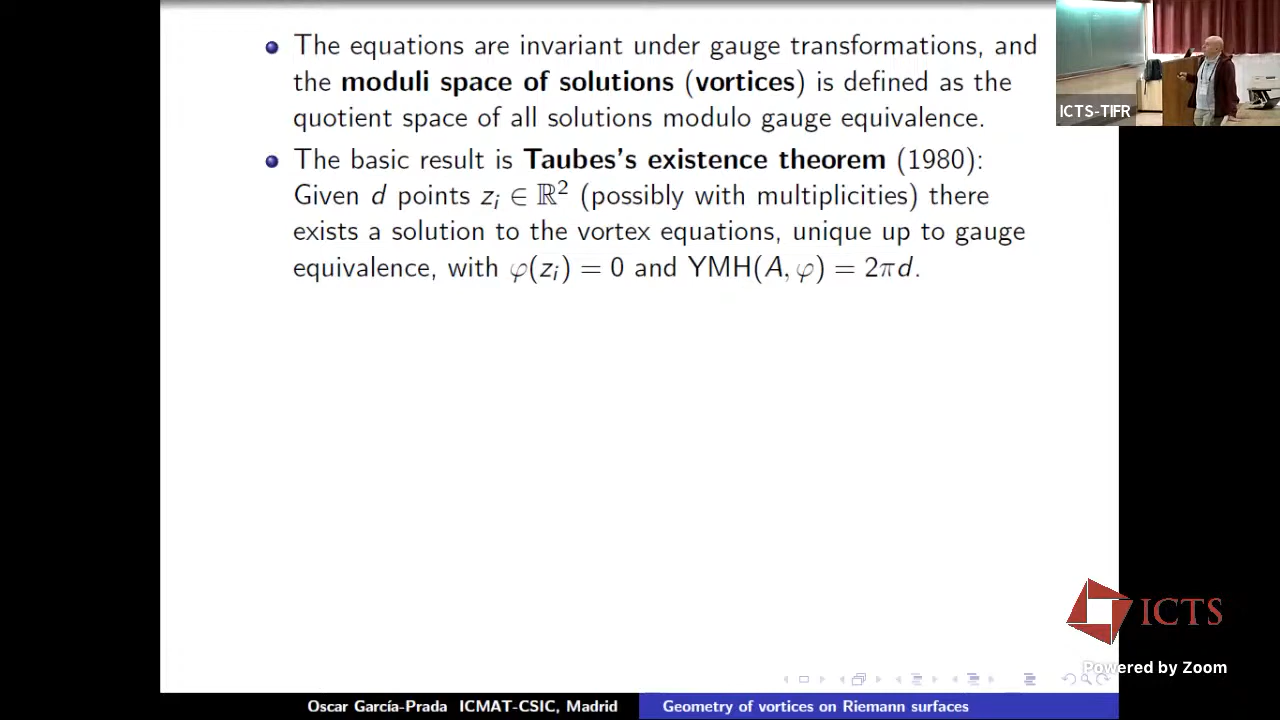 The equations are invariant under gauge transformations, and
the moduli space of solutions (vortices) is defined as the
quotient space of all solutions modulo gauge equivalence.
The basic result is Taubes's existence theorem (1980):
Given d points zᵢ ∈ ℝ² (possibly with multiplicities) there
exists a solution to the vortex equations, unique up to gauge
equivalence, with φ(zᵢ) = 0 and YMH(A, φ) = 2πd.
ICTS-TIFR
ICTS
Powered by Zoom
Oscar García-Prada ICMAT-CSIC, Madrid
Geometry of vortices on Riemann surfaces